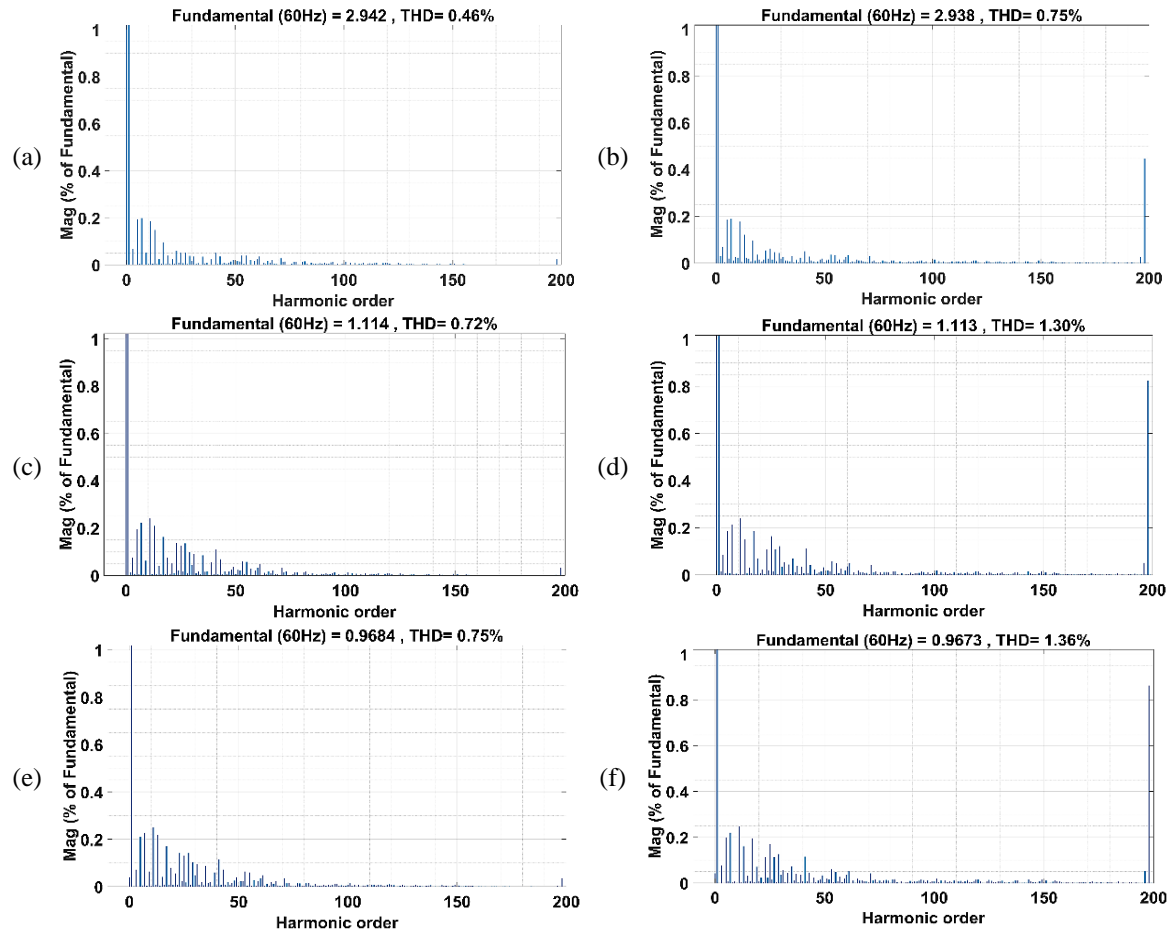 Fundamental (60Hz) = 2.942 , THD= 0.46%
1
0.8
0.6
0.4
0.2
0
Mag (% of Fundamental)
(a)
0 50 100 150 200
Harmonic order
Fundamental (60Hz) = 2.938 , THD= 0.75%
1
0.8
0.6
0.4
0.2
0
Mag (% of Fundamental)
(b)
0 50 100 150 200
Harmonic order
Fundamental (60Hz) = 1.114 , THD= 0.72%
1
0.8
0.6
0.4
0.2
0
Mag (% of Fundamental)
(c)
0 50 100 150 200
Harmonic order
Fundamental (60Hz) = 1.113 , THD= 1.30%
1
0.8
0.6
0.4
0.2
0
Mag (% of Fundamental)
(d)
0 50 100 150 200
Harmonic order
Fundamental (60Hz) = 0.9684 , THD= 0.75%
1
0.8
0.6
0.4
0.2
0
Mag (% of Fundamental)
(e)
0 50 100 150 200
Harmonic order
Fundamental (60Hz) = 0.9673 , THD= 1.36%
1
0.8
0.6
0.4
0.2
0
Mag (% of Fundamental)
(f)
0 50 100 150 200
Harmonic order